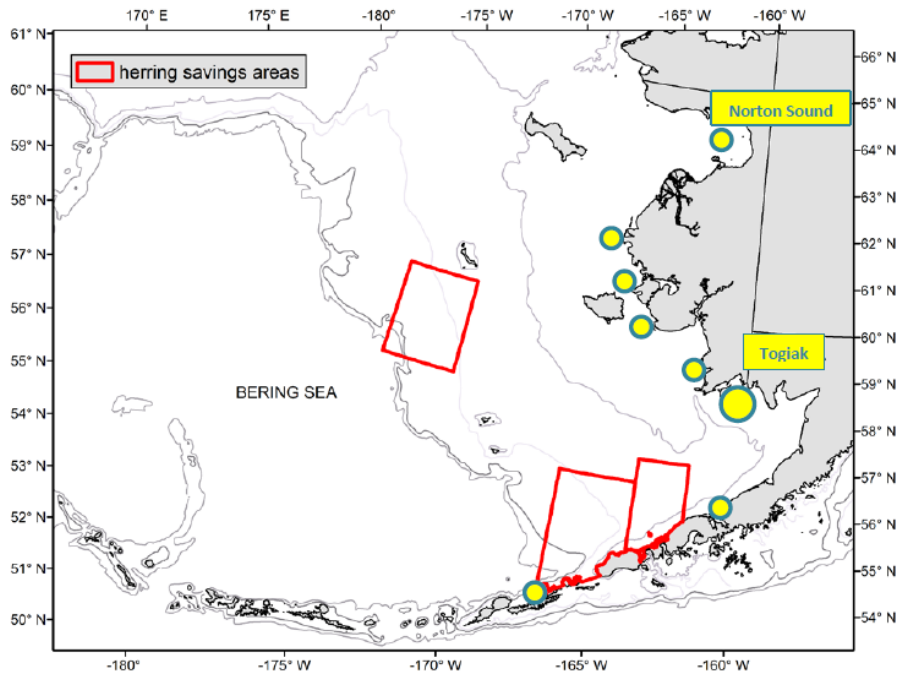 170° E 175° E -180° -170° W -165° W -160° W
61° N
60° N
59° N
58° N
57° N
56° N
55° N
54° N
53° N
52° N
51° N
50° N
herring savings areas
Norton Sound
Togiak
BERING SEA
66° N
65° N
64° N
63° N
62° N
61° N
60° N
59° N
58° N
57° N
56° N
55° N
54° N
-180° -175° W -170° W -165° W -160° W